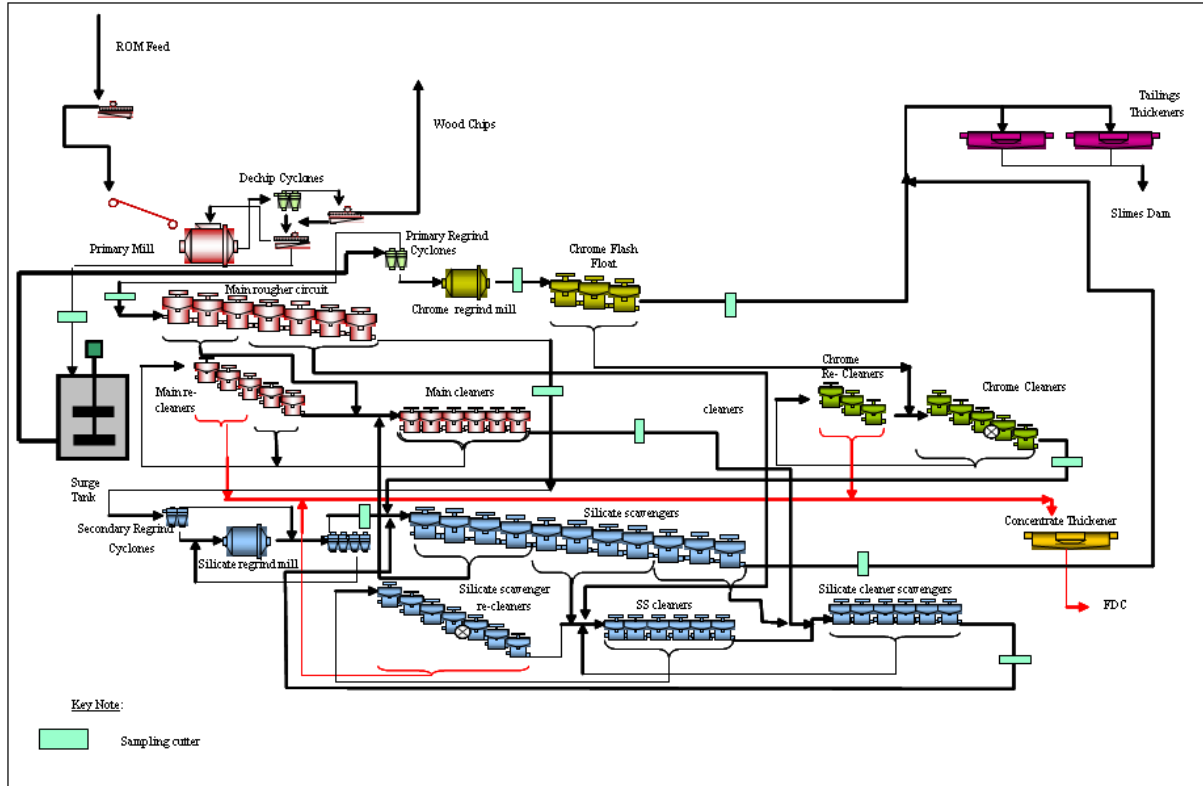 ROM Feed
Wood Chips
Tailings
Thickeners
Dechip Cyclones
Slimes Dam
Primary Mill
Primary Regrind
Cyclones
Chrome Flash
Float
Main rougher circuit
Chrome regrind mill
Main re-
cleaners
Main cleaners
cleaners
Chrome
Re- Cleaners
Chrome Cleaners
Surge
Tank
Secondary Regrind
Cyclones
Silicate regrind mill
Silicate scavengers
Concentrate Thickener
Silicate scavenger
re-cleaners
SS cleaners
Silicate cleaner scavengers
FDC
Key Note:
Sampling cutter